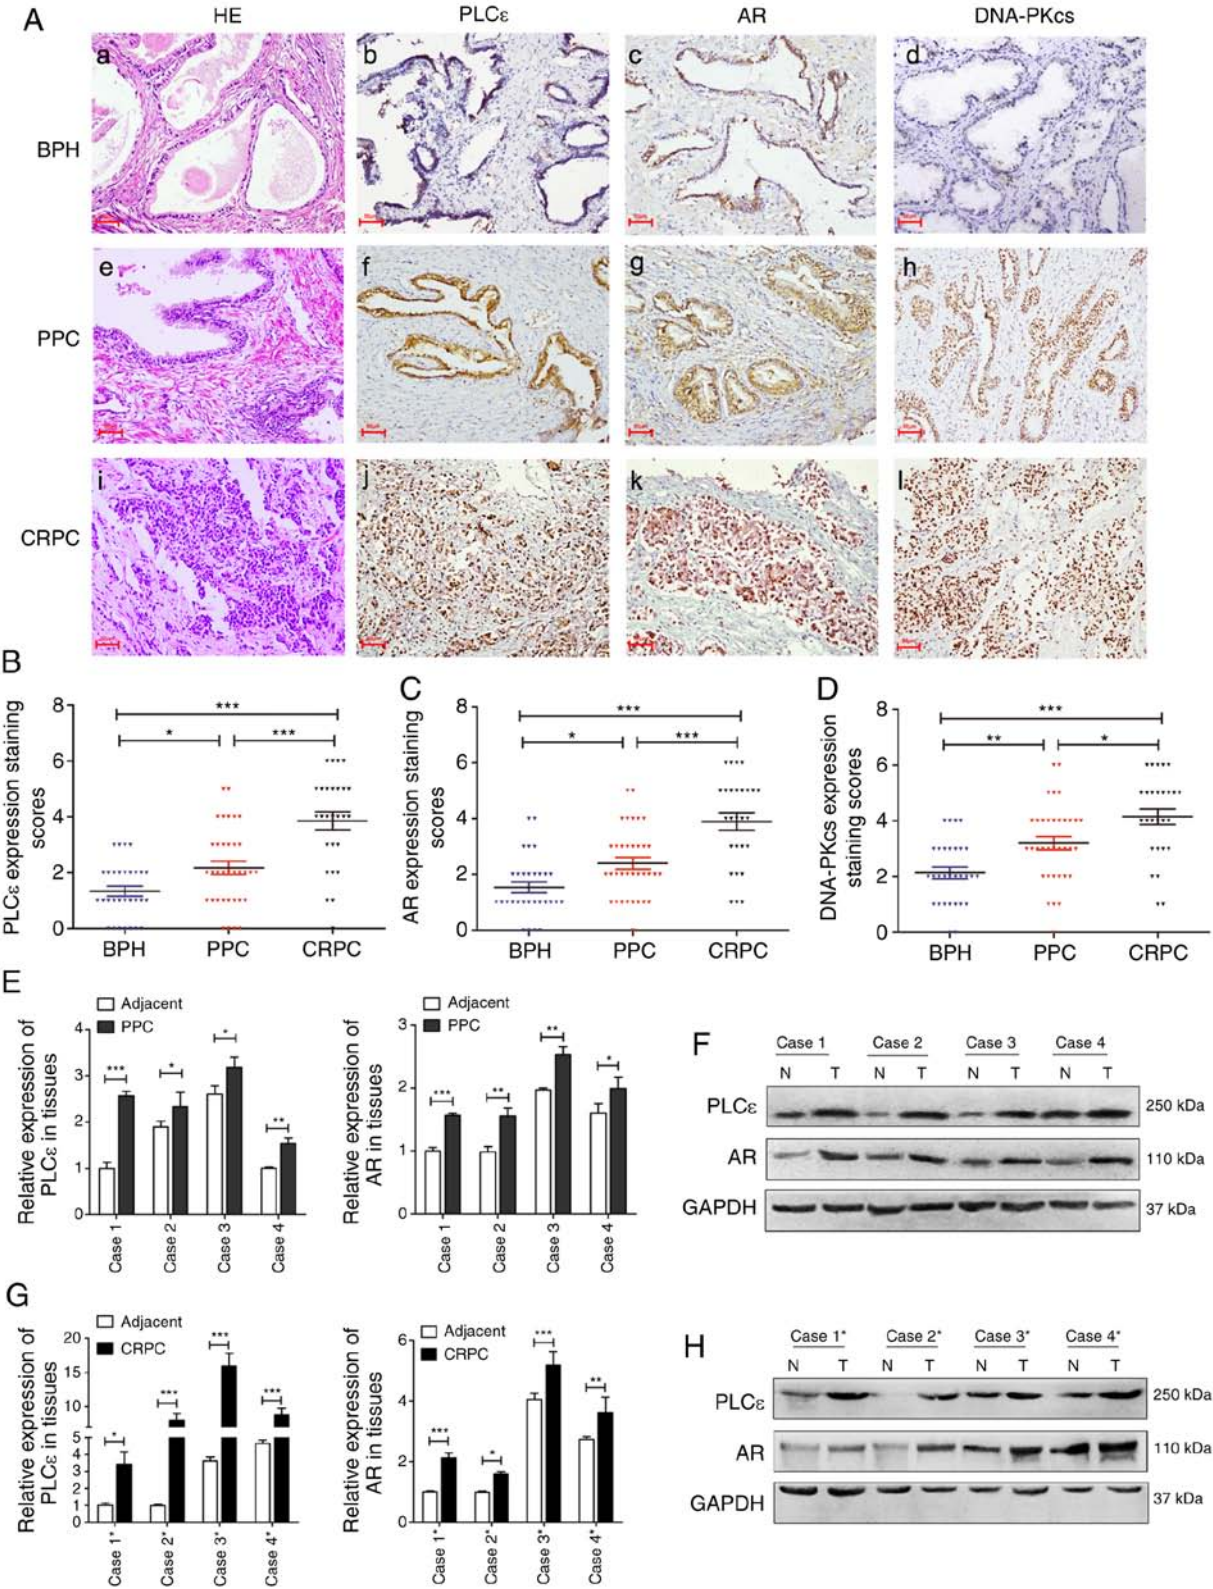 A
HE PLCε AR DNA-PKcs
a b c d
BPH
e f g h
PPC
i j k l
CRPC
B C D
PLCε expression staining
scores
8
6
4
2
0
***
* ***
BPH PPC CRPC
AR expression staining
scores
8
6
4
2
0
***
* ***
BPH PPC CRPC
DNA-PKcs expression
staining scores
8
6
4
2
0
***
** *
BPH PPC CRPC
E
Relative expression of
PLCε in tissues
Adjacent
PPC
4
3
2
1
0
*** * * **
Case 1 Case 2 Case 3 Case 4
Relative expression of
AR in tissues
Adjacent
PPC
3
2
1
0
*** ** ** *
Case 1 Case 2 Case 3 Case 4
F
Case 1 Case 2 Case 3 Case 4
N T N T N T N T
PLCε 250 kDa
AR 110 kDa
GAPDH 37 kDa
G
Relative expression of
PLCε in tissues
Adjacent
CRPC
20
15
10
5
4
3
2
1
0
* *** *** ***
Case 1* Case 2* Case 3* Case 4*
Relative expression of
AR in tissues
Adjacent
CRPC
6
4
2
0
*** * *** **
Case 1* Case 2* Case 3* Case 4*
H
Case 1* Case 2* Case 3* Case 4*
N T N T N T N T
PLCε 250 kDa
AR 110 kDa
GAPDH 37 kDa